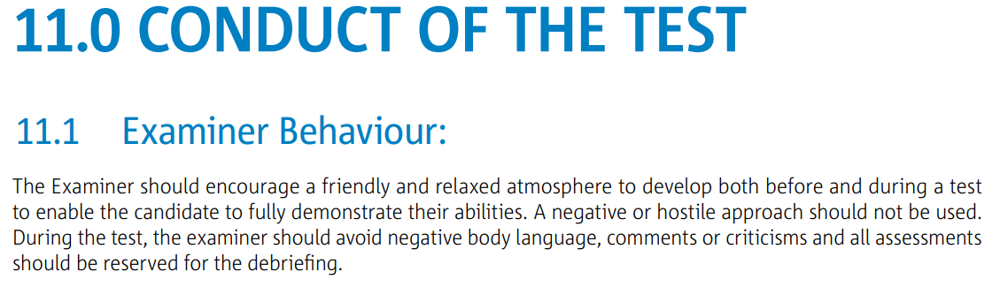 11.0 CONDUCT OF THE TEST
11.1 Examiner Behaviour:
The Examiner should encourage a friendly and relaxed atmosphere to develop both before and during a test
to enable the candidate to fully demonstrate their abilities. A negative or hostile approach should not be used.
During the test, the examiner should avoid negative body language, comments or criticisms and all assessments
should be reserved for the debriefing.